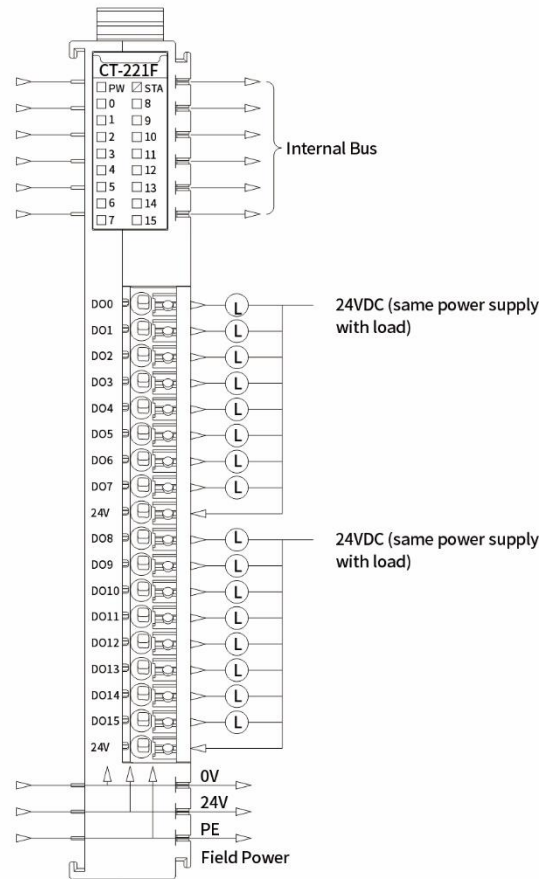 CT-221F
PW STA
0 8
1 9
2 10
3 11
4 12
5 13
6 14
7 15
Internal Bus
DO0 L 24VDC (same power supply
with load)
DO1 L
DO2 L
DO3 L
DO4 L
DO5 L
DO6 L
DO7 L
24V
DO8 L 24VDC (same power supply
with load)
DO9 L
DO10 L
DO11 L
DO12 L
DO13 L
DO14 L
DO15 L
24V
0V
24V
PE
Field Power